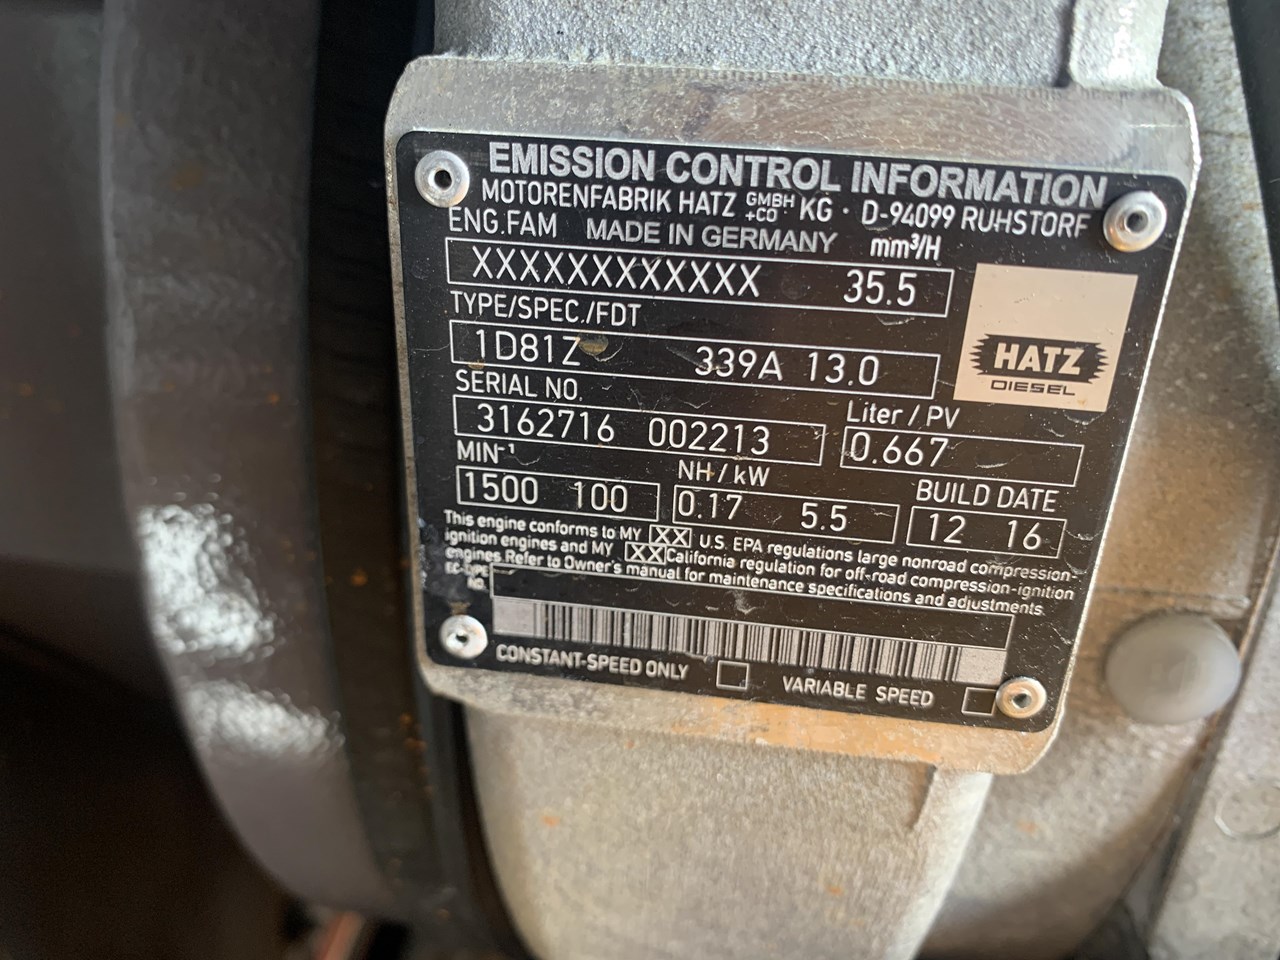 EMISSION CONTROL INFORMATION
MOTORENFABRIK HATZ GMBH +CO KG · D-94099 RUHSTORF
ENG.FAM MADE IN GERMANY mm³/H
XXXXXXXXXXXX 35.5
TYPE/SPEC./FDT
1D81Z 339A 13.0
HATZ
DIESEL
SERIAL NO. Liter / PV
3162716 002213 0.667
MIN-¹ NH / kW BUILD DATE
1500 100 0.17 5.5 12 16
This engine conforms to MY XX U.S. EPA regulations large nonroad compression-
ignition engines and MY XX California regulation for off-road compression-ignition
engines. Refer to Owner's manual for maintenance specifications and adjustments.
EC-TYPE
NO.
CONSTANT-SPEED ONLY VARIABLE SPEED